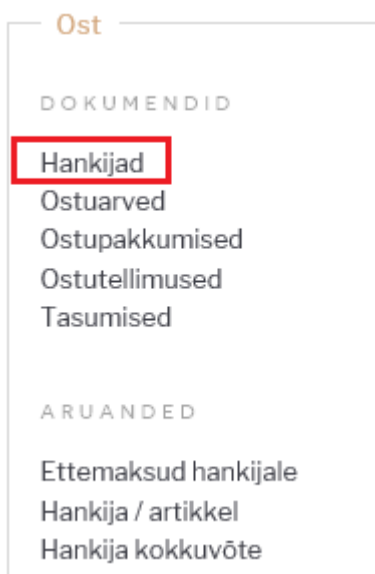 Ost
DOKUMENDID
Hankijad
Ostuarved
Ostupakkumised
Ostutellimused
Tasumised
ARUANDED
Ettemaksud hankijale
Hankija / artikkel
Hankija kokkuvõte